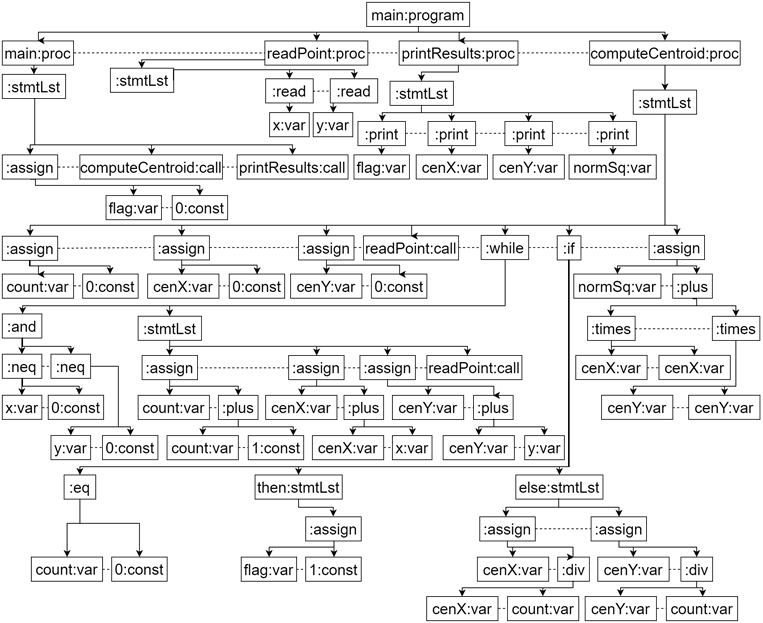 main:program
main:proc readPoint:proc printResults:proc computeCentroid:proc
:stmtLst :stmtLst :read :read :stmtLst :stmtLst
x:var y:var :print :print :print :print
:assign computeCentroid:call printResults:call flag:var cenX:var cenY:var normSq:var
flag:var 0:const
:assign :assign :assign readPoint:call :while :if :assign
count:var 0:const cenX:var 0:const cenY:var 0:const normSq:var :plus
:and :stmtLst :times :times
:neq :neq :assign :assign :assign readPoint:call cenX:var cenX:var
x:var 0:const count:var :plus cenX:var :plus cenY:var :plus cenY:var cenY:var
y:var 0:const count:var 1:const cenX:var x:var cenY:var y:var
:eq then:stmtLst else:stmtLst
:assign :assign :assign
count:var 0:const flag:var 1:const cenX:var :div cenY:var :div
cenX:var count:var cenY:var count:var